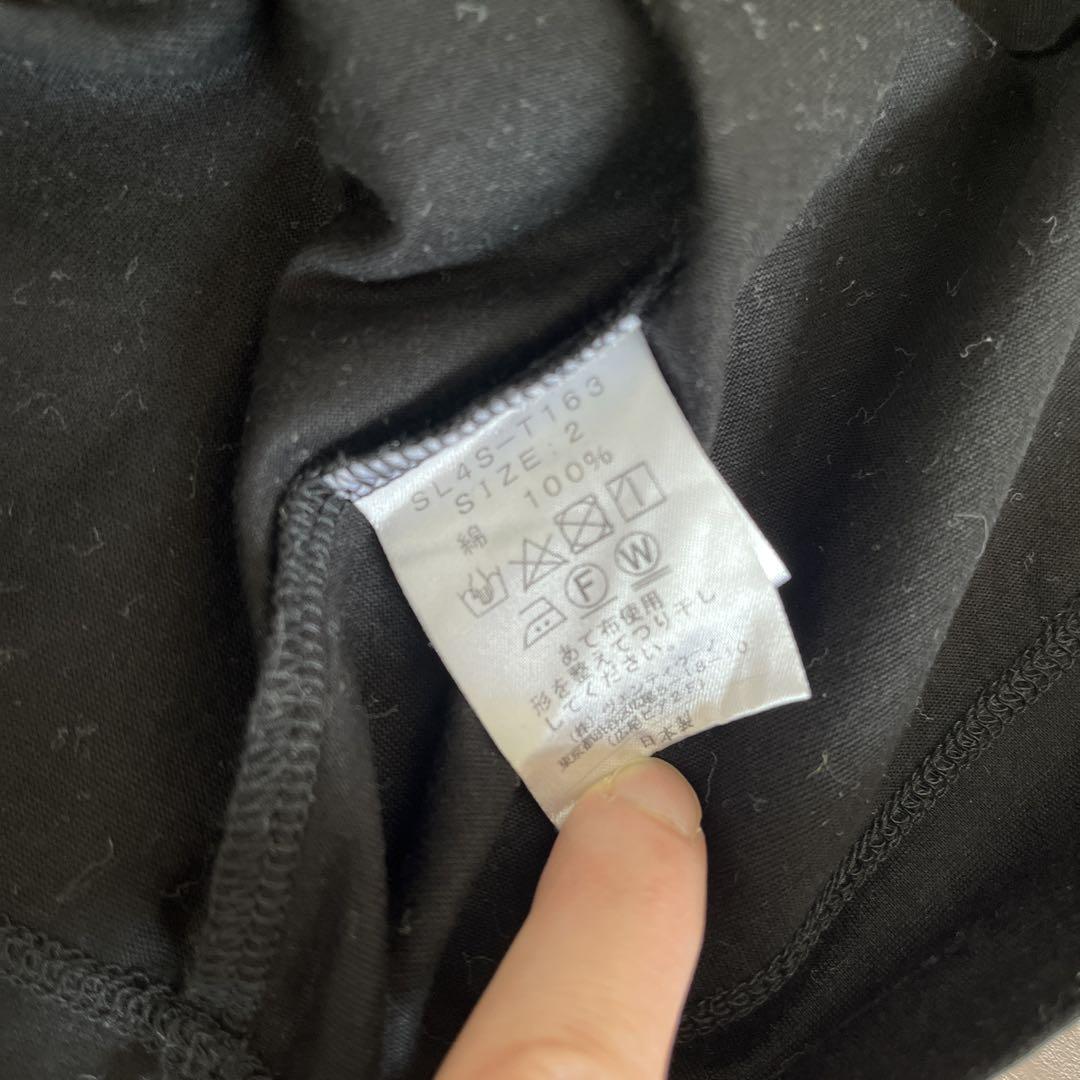 SL4S-T163
SIZE:2
綿 100%
F W
あて布使用
形を整えてつり干し
してください。
日本製